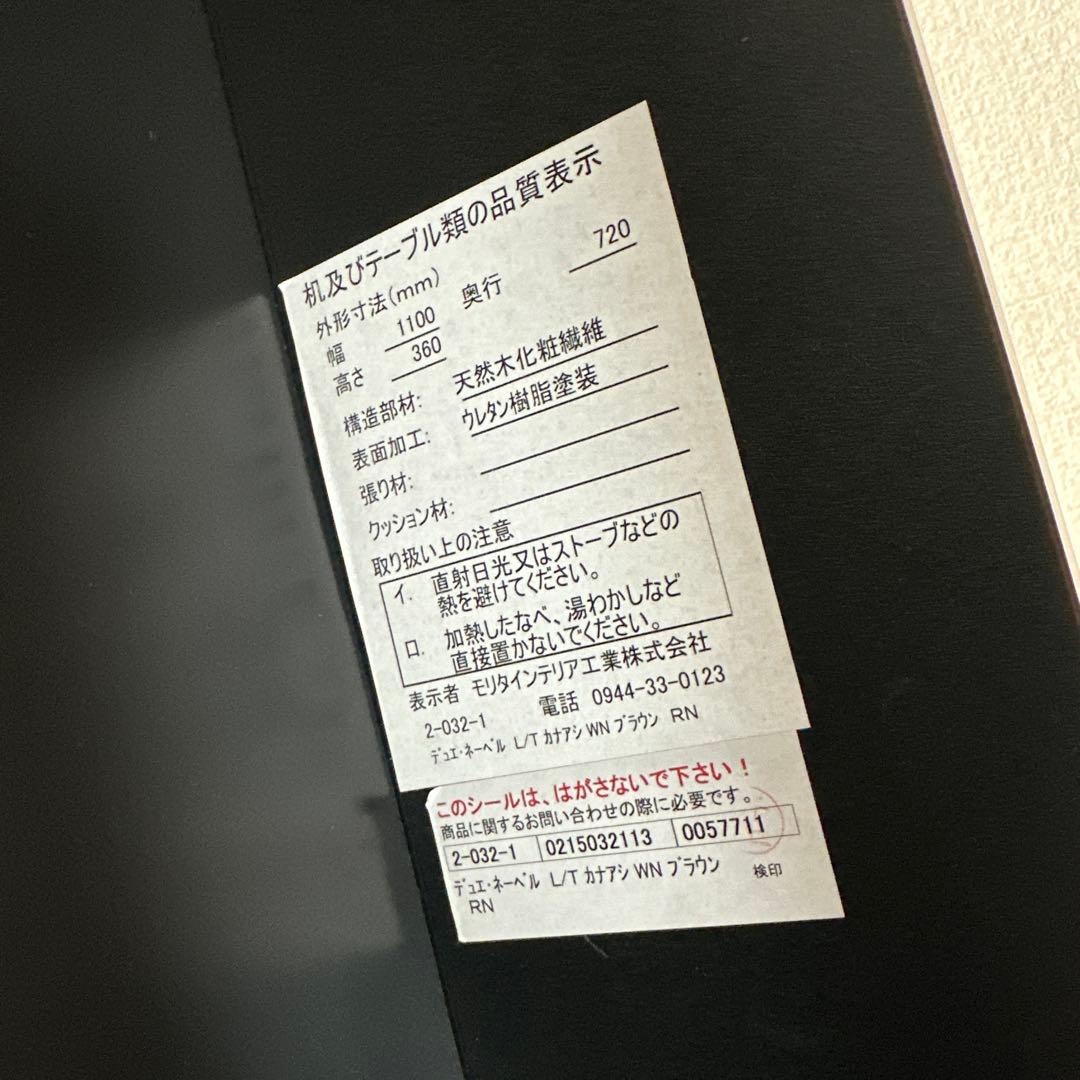 机及びテーブル類の品質表示
外形寸法(mm)
幅 1100 奥行 720
高さ 360
構造部材: 天然木化粧繊維
表面加工: ウレタン樹脂塗装
張り材:
クッション材:
取り扱い上の注意
イ. 直射日光又はストーブなどの
熱を避けてください。
ロ. 加熱したなべ、湯わかしなど
直接置かないでください。
表示者 モリタインテリア工業株式会社
2-032-1 電話 0944-33-0123
デュエ・ネーベル L/T カナアシ WN ブラウン RN
このシールは、はがさないで下さい!
商品に関するお問い合わせの際に必要です。
2-032-1 0215032113 0057711
デュエ・ネーベル L/T カナアシ WN ブラウン 検印
RN